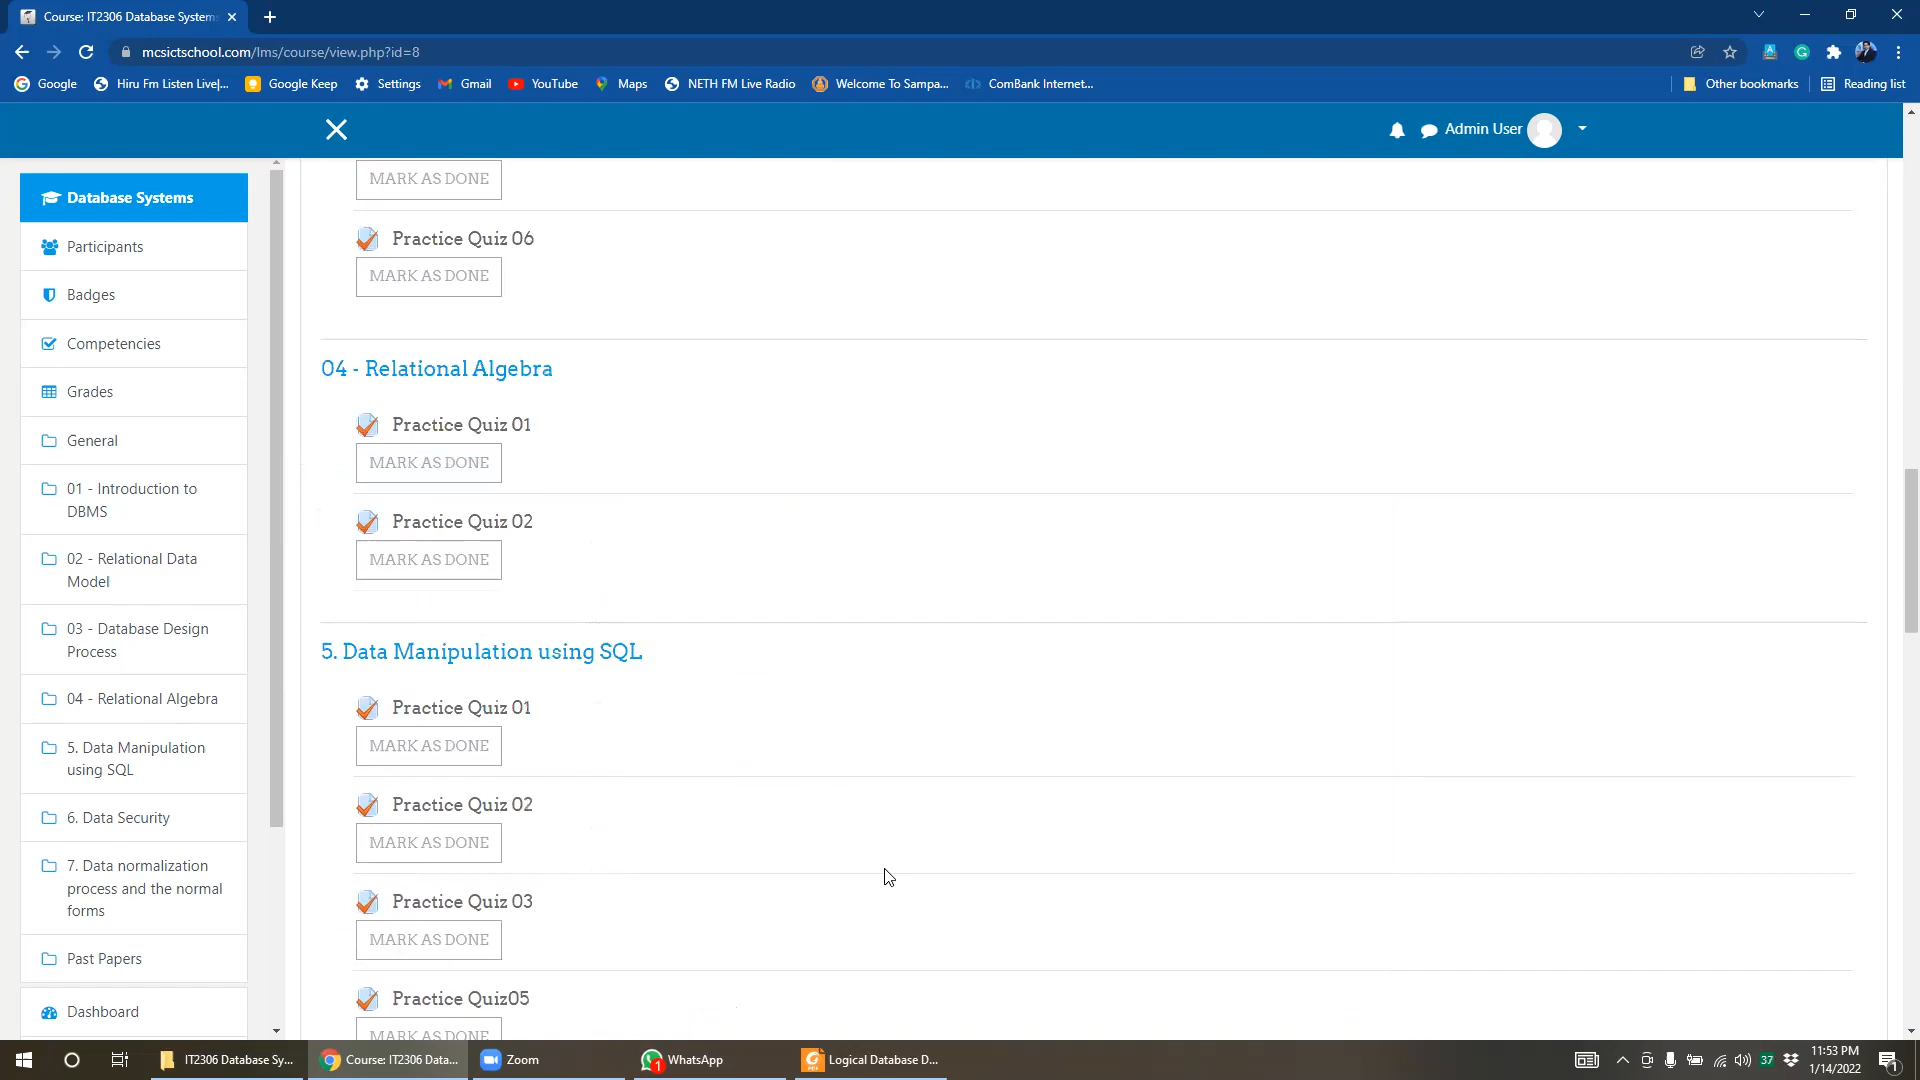 Course: IT2306 Database Systems
mcsictschool.com/lms/course/view.php?id=8
Google
Hiru Fm Listen Live|...
Google Keep
Settings
Gmail
YouTube
Maps
NETH FM Live Radio
Welcome To Sampa...
ComBank Internet...
Other bookmarks
Reading list
Admin User
Database Systems
Participants
Badges
Competencies
Grades
General
01 - Introduction to
DBMS
02 - Relational Data
Model
03 - Database Design
Process
04 - Relational Algebra
5. Data Manipulation
using SQL
6. Data Security
7. Data normalization
process and the normal
forms
Past Papers
Dashboard
MARK AS DONE
Practice Quiz 06
MARK AS DONE
04 - Relational Algebra
Practice Quiz 01
MARK AS DONE
Practice Quiz 02
MARK AS DONE
5. Data Manipulation using SQL
Practice Quiz 01
MARK AS DONE
Practice Quiz 02
MARK AS DONE
Practice Quiz 03
MARK AS DONE
Practice Quiz05
MARK AS DONE
IT2306 Database Sy...
Course: IT2306 Data...
Zoom
1
WhatsApp
Logical Database D...
37
11:53 PM
1/14/2022
1